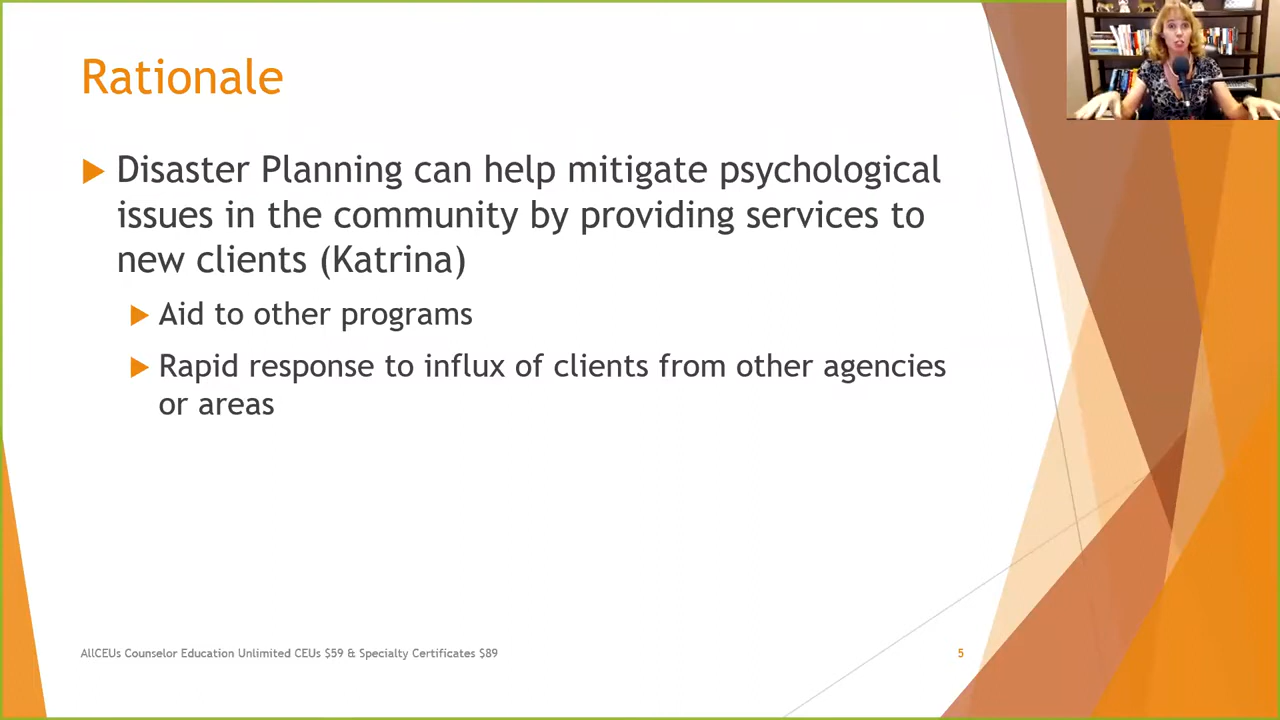 Rationale
Disaster Planning can help mitigate psychological
issues in the community by providing services to
new clients (Katrina)
Aid to other programs
Rapid response to influx of clients from other agencies
or areas
AllCEUs Counselor Education Unlimited CEUs $59 & Specialty Certificates $89
5